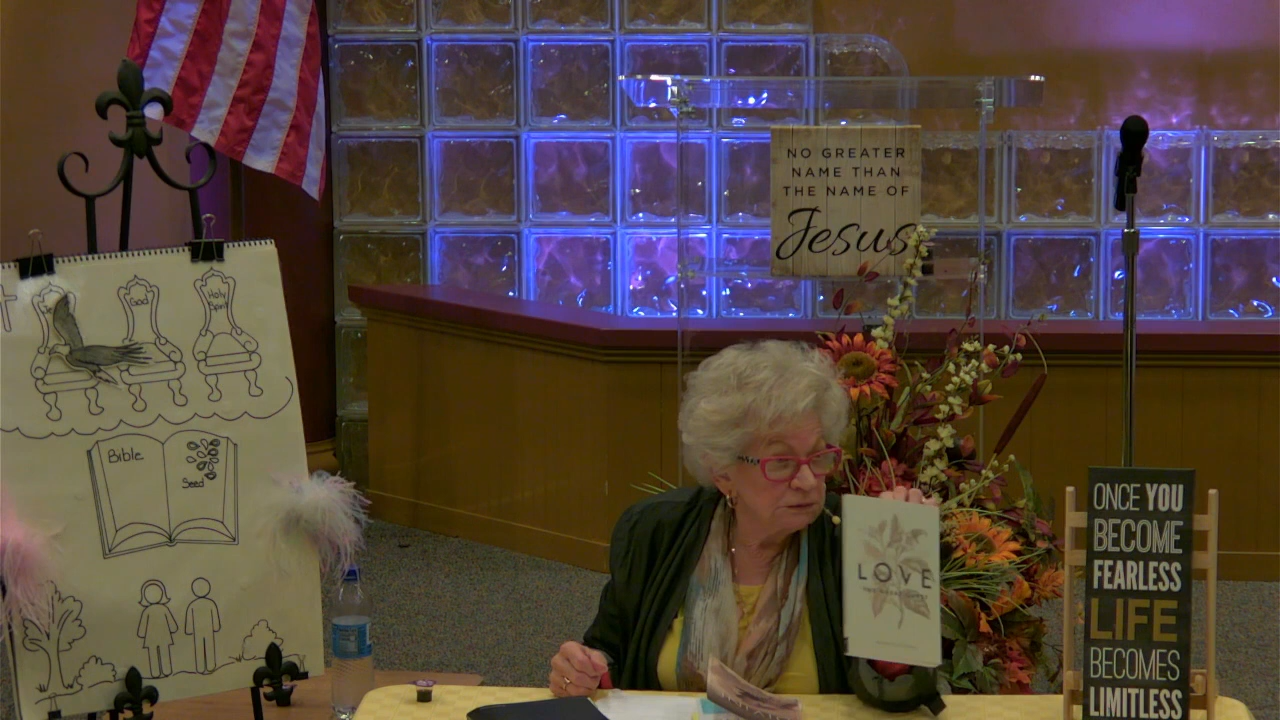 NO GREATER
NAME THAN
THE NAME OF
Jesus
God
Holy
Spirit
Bible
Seed
LOVE
ONCE YOU
BECOME
FEARLESS
LIFE
BECOMES
LIMITLESS